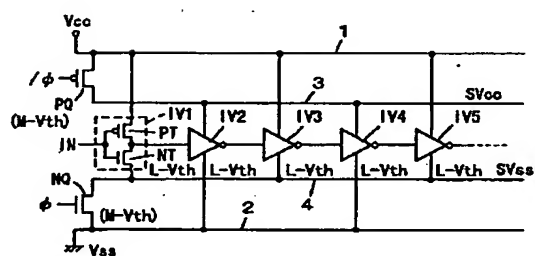 Vcc
1
/φ
PQ
(M-Vth)
3
SVcc
IV1
PT
IN
NT
IV2
IV3
IV4
IV5
L-Vth
L-Vth
L-Vth
L-Vth
L-Vth
NQ
φ
(M-Vth)
4
SVss
2
Vss